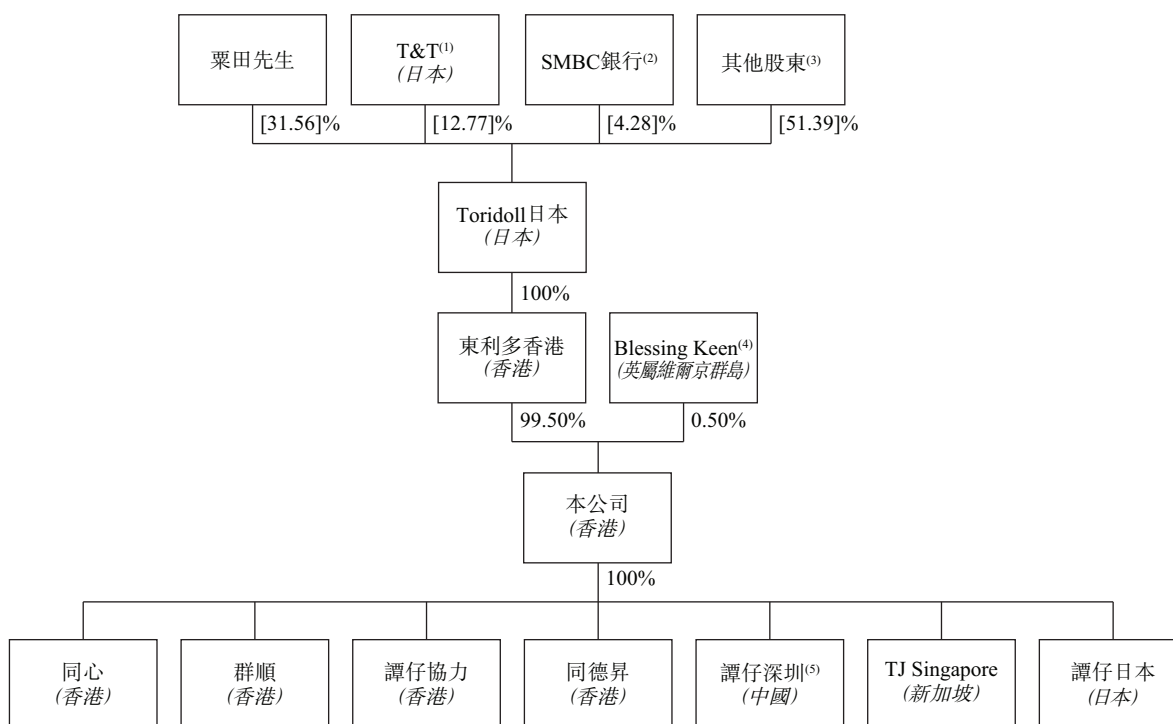 粟田先生
T&T(1)
(日本)
SMBC銀行(2)
其他股東(3)
[31.56]%
[12.77]%
[4.28]%
[51.39]%
Toridoll日本
(日本)
100%
東利多香港
(香港)
Blessing Keen(4)
(英屬維爾京群島)
99.50%
0.50%
本公司
(香港)
100%
同心
(香港)
群順
(香港)
譚仔協力
(香港)
同德昇
(香港)
譚仔深圳(5)
(中國)
TJ Singapore
(新加坡)
譚仔日本
(日本)